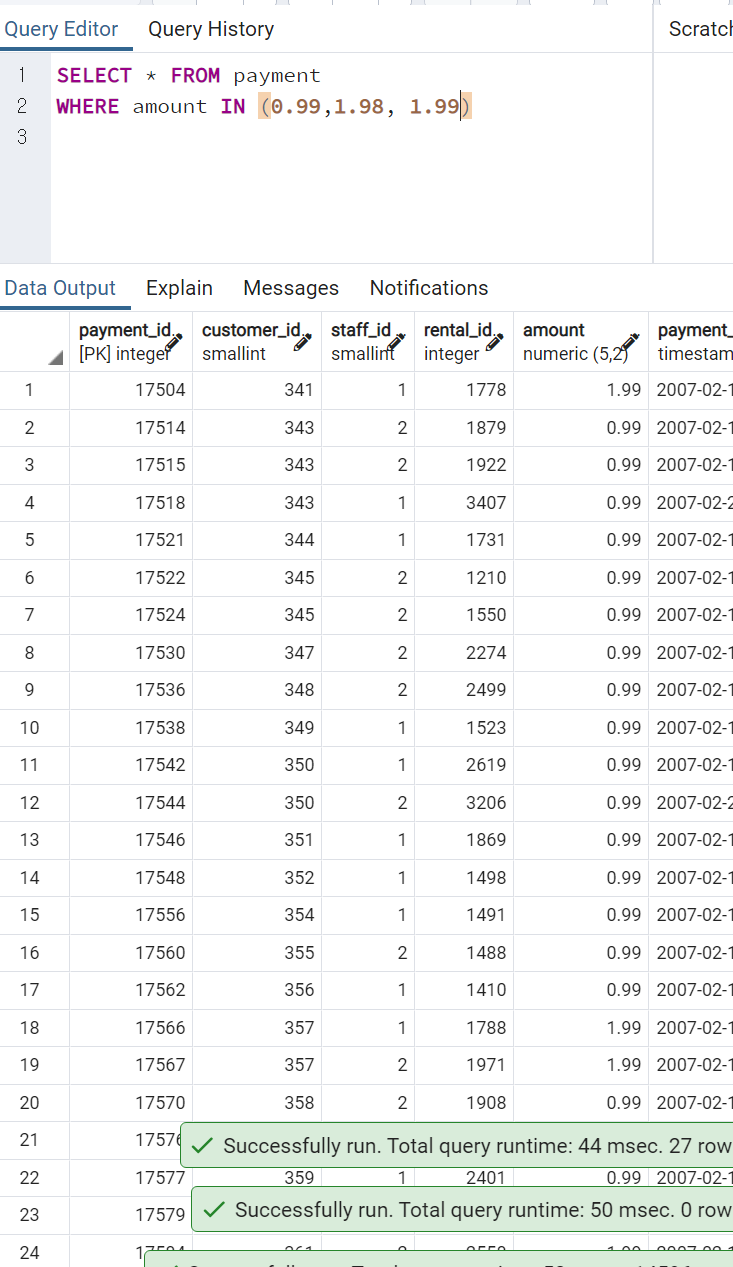 Query Editor Query History Scratch
1 SELECT * FROM payment
2 WHERE amount IN (0.99,1.98, 1.99)
3
Data Output Explain Messages Notifications
payment_id customer_id staff_id rental_id amount payment_
[PK] integer smallint smallint integer numeric (5,2) timestam
1 17504 341 1 1778 1.99 2007-02-1
2 17514 343 2 1879 0.99 2007-02-1
3 17515 343 2 1922 0.99 2007-02-1
4 17518 343 1 3407 0.99 2007-02-2
5 17521 344 1 1731 0.99 2007-02-1
6 17522 345 2 1210 0.99 2007-02-1
7 17524 345 2 1550 0.99 2007-02-1
8 17530 347 2 2274 0.99 2007-02-1
9 17536 348 2 2499 0.99 2007-02-1
10 17538 349 1 1523 0.99 2007-02-1
11 17542 350 1 2619 0.99 2007-02-1
12 17544 350 2 3206 0.99 2007-02-2
13 17546 351 1 1869 0.99 2007-02-1
14 17548 352 1 1498 0.99 2007-02-1
15 17556 354 1 1491 0.99 2007-02-1
16 17560 355 2 1488 0.99 2007-02-1
17 17562 356 1 1410 0.99 2007-02-1
18 17566 357 1 1788 1.99 2007-02-1
19 17567 357 2 1971 1.99 2007-02-1
20 17570 358 2 1908 0.99 2007-02-1
21 17576
Successfully run. Total query runtime: 44 msec. 27 row
22 17577 359 1 2401 0.99 2007-02-1
23 17579
Successfully run. Total query runtime: 50 msec. 0 row
24